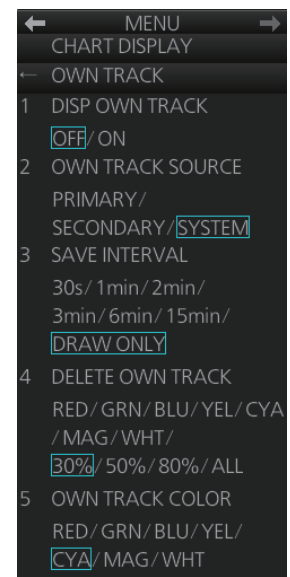 MENU
CHART DISPLAY
OWN TRACK
1 DISP OWN TRACK
OFF/ON
2 OWN TRACK SOURCE
PRIMARY/
SECONDARY/SYSTEM
3 SAVE INTERVAL
30s/1min/2min/
3min/6min/15min/
DRAW ONLY
4 DELETE OWN TRACK
RED/GRN/BLU/YEL/CYA
/MAG/WHT/
30%/50%/80%/ALL
5 OWN TRACK COLOR
RED/GRN/BLU/YEL/
CYA/MAG/WHT